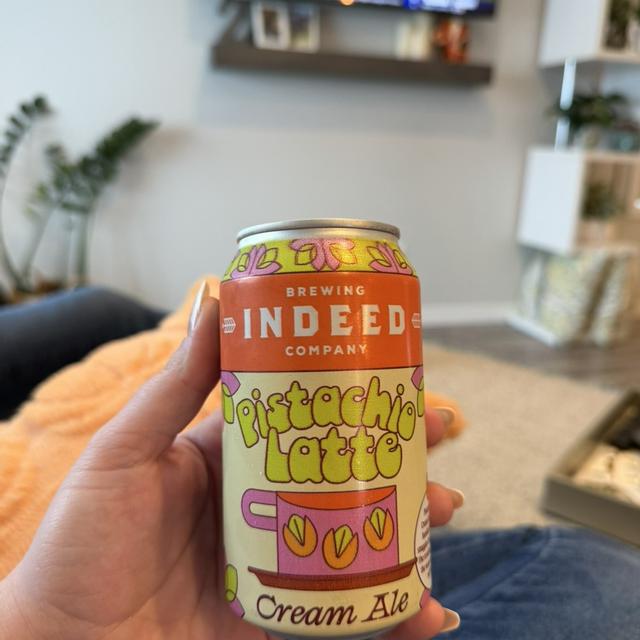 BREWING
INDEED
COMPANY
Pistachio
Latte
Cream Ale